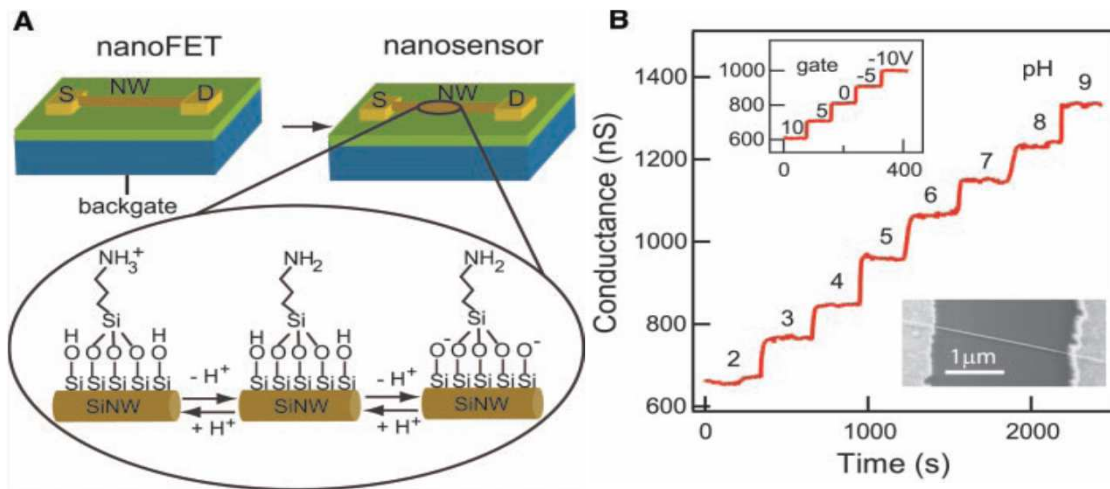 A
nanoFET
nanosensor
S NW D
S NW D
backgate
NH3+
NH2
NH2
Si
Si
Si
H H
H H
O O O O O
O O O O O
O- O O O O-
Si Si Si Si Si
Si Si Si Si Si
Si Si Si Si Si
- H+
- H+
SiNW
SiNW
SiNW
+ H+
+ H+
B
Conductance (nS)
1400
1200
1000
800
600
0 1000 2000
Time (s)
pH
2
3
4
5
6
7
8
9
gate
1000
800
600
10
5
0
-5
-10V
0 400
1μm